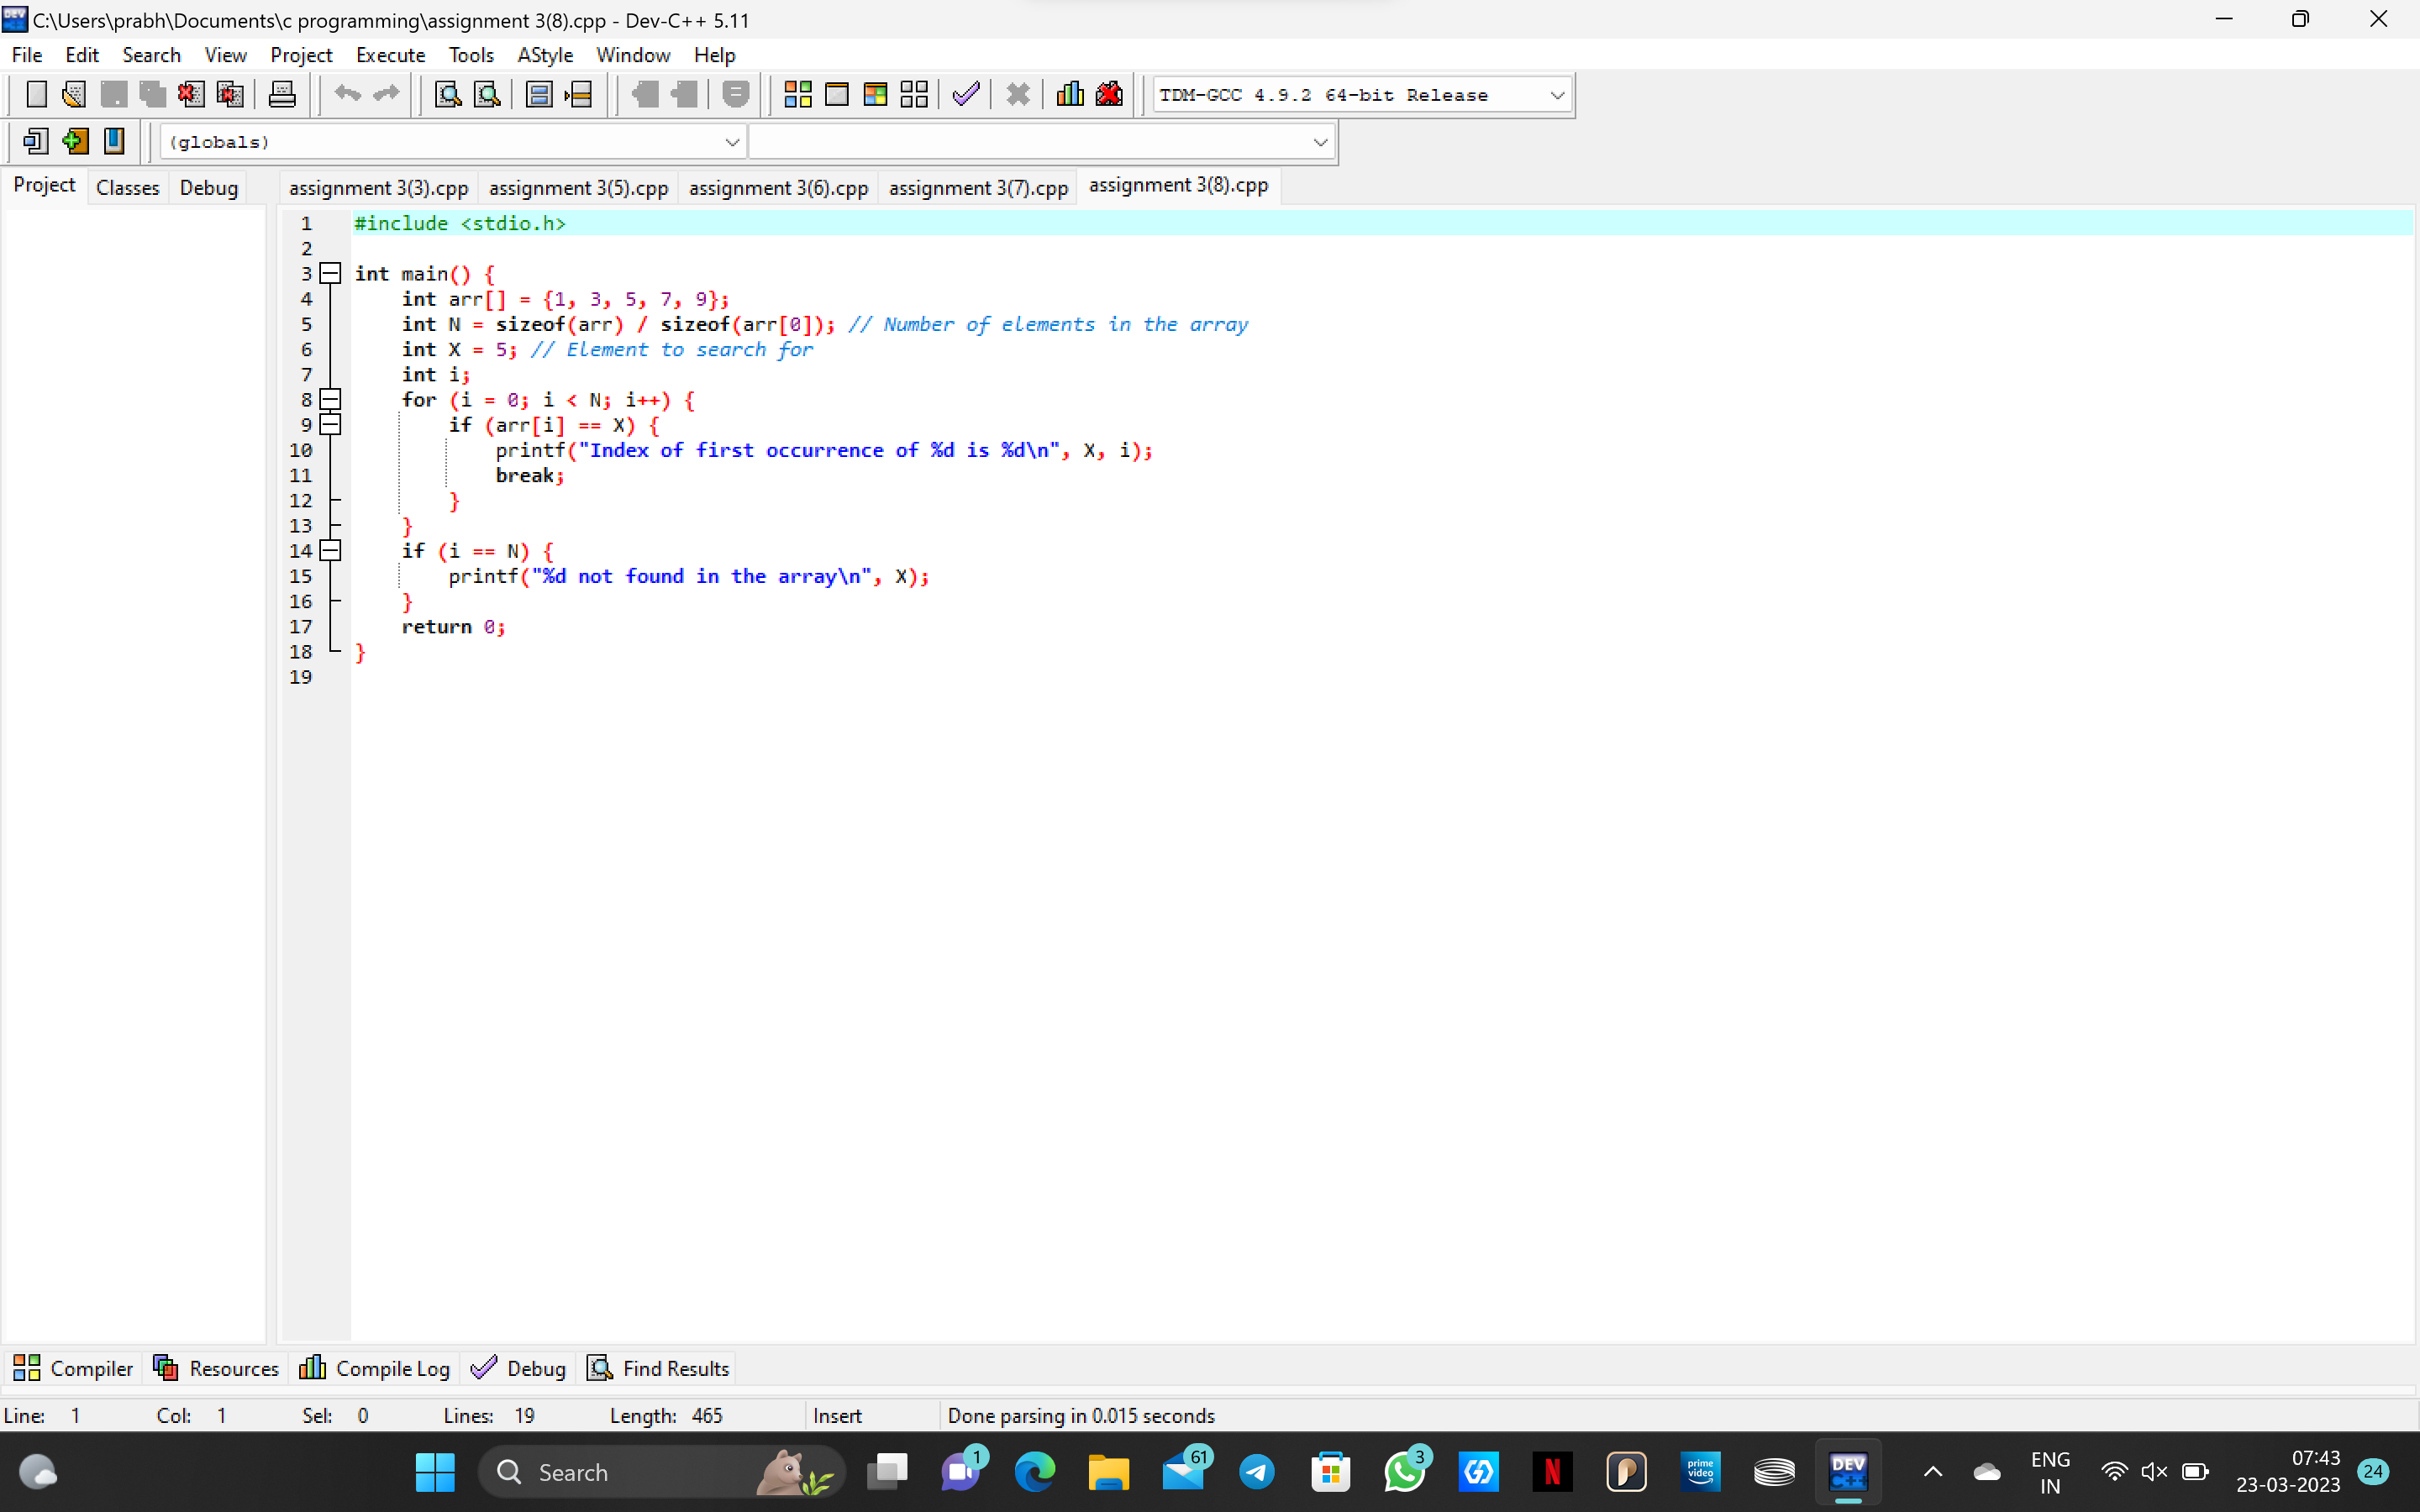 C:\Users\prabh\Documents\c programming\assignment 3(8).cpp - Dev-C++ 5.11
File Edit Search View Project Execute Tools AStyle Window Help
TDM-GCC 4.9.2 64-bit Release
(globals)
Project Classes Debug assignment 3(3).cpp assignment 3(5).cpp assignment 3(6).cpp assignment 3(7).cpp assignment 3(8).cpp
1 #include <stdio.h>
2
3 int main() {
4 int arr[] = {1, 3, 5, 7, 9};
5 int N = sizeof(arr) / sizeof(arr[0]); // Number of elements in the array
6 int X = 5; // Element to search for
7 int i;
8 for (i = 0; i < N; i++) {
9 if (arr[i] == X) {
10 printf("Index of first occurrence of %d is %d\n", X, i);
11 break;
12 }
13 }
14 if (i == N) {
15 printf("%d not found in the array\n", X);
16 }
17 return 0;
18 }
19
Compiler Resources Compile Log Debug Find Results
Line: 1 Col: 1 Sel: 0 Lines: 19 Length: 465 Insert Done parsing in 0.015 seconds
Search 1 61 3 prime video DEV C++ ENG IN 07:43 23-03-2023 24